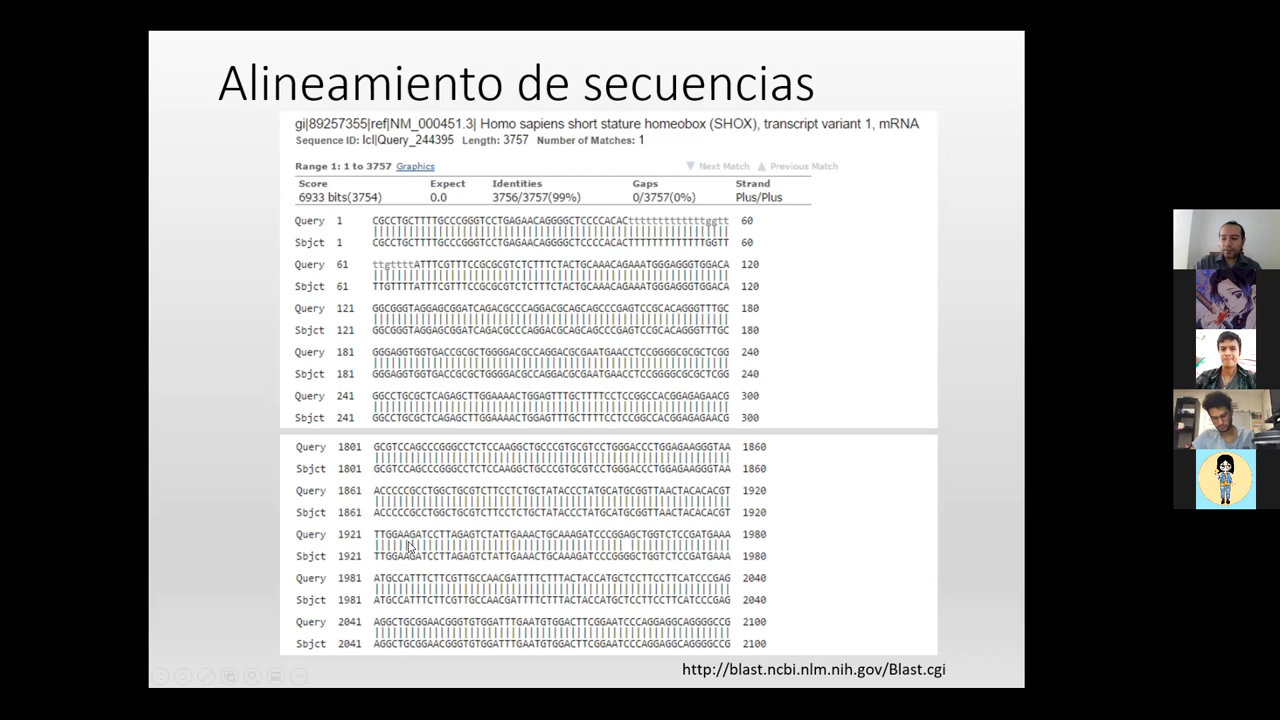 Alineamiento de secuencias
gi|89257355|ref|NM_000451.3| Homo sapiens short stature homeobox (SHOX), transcript variant 1, mRNA
Sequence ID: lcl|Query_244395 Length: 3757 Number of Matches: 1
Range 1: 1 to 3757 Graphics Next Match Previous Match
Score Expect Identities Gaps Strand
6933 bits(3754) 0.0 3756/3757(99%) 0/3757(0%) Plus/Plus
Query 1 CGCCTGCTTTTGCCCGGGTCCTGAGAACAGGGGCTCCCCACACtttttttttttttggtt 60
Sbjct 1 CGCCTGCTTTTGCCCGGGTCCTGAGAACAGGGGCTCCCCACACTTTTTTTTTTTTTGGTT 60
Query 61 ttgttttATTTCGTTTCCGCGCGTCTCTTTCTACTGCAAACAGAAATGGGAGGGTGGACA 120
Sbjct 61 TTGTTTTATTTCGTTTCCGCGCGTCTCTTTCTACTGCAAACAGAAATGGGAGGGTGGACA 120
Query 121 GGCGGGTAGGAGCGGATCAGACGCCCAGGACGCAGCAGCCCGAGTCCGCACAGGGTTTGC 180
Sbjct 121 GGCGGGTAGGAGCGGATCAGACGCCCAGGACGCAGCAGCCCGAGTCCGCACAGGGTTTGC 180
Query 181 GGGAGGTGGTGACCGCGCTGGGGACGCCAGGACGCGAATGAACCTCCGGGGCGCGCTCGG 240
Sbjct 181 GGGAGGTGGTGACCGCGCTGGGGACGCCAGGACGCGAATGAACCTCCGGGGCGCGCTCGG 240
Query 241 GGCCTGCGCTCAGAGCTTGGAAAACTGGAGTTTGCTTTTCCTCCGGCCACGGAGAGAACG 300
Sbjct 241 GGCCTGCGCTCAGAGCTTGGAAAACTGGAGTTTGCTTTTCCTCCGGCCACGGAGAGAACG 300
Query 1801 GCGTCCAGCCCGGGCCTCTCCAAGGCTGCCCGTGCGTCCTGGGACCCTGGAGAAGGGTAA 1860
Sbjct 1801 GCGTCCAGCCCGGGCCTCTCCAAGGCTGCCCGTGCGTCCTGGGACCCTGGAGAAGGGTAA 1860
Query 1861 ACCCCCGCCTGGCTGCGTCTTCCTCTGCTATACCCTATGCATGCGGTTAACTACACACGT 1920
Sbjct 1861 ACCCCCGCCTGGCTGCGTCTTCCTCTGCTATACCCTATGCATGCGGTTAACTACACACGT 1920
Query 1921 TTGGAAGATCCTTAGAGTCTATTGAAACTGCAAAGATCCCGGAGCTGGTCTCCGATGAAA 1980
Sbjct 1921 TTGGAAGATCCTTAGAGTCTATTGAAACTGCAAAGATCCCGGGGCTGGTCTCCGATGAAA 1980
Query 1981 ATGCCATTTCTTCGTTGCCAACGATTTTCTTTACTACCATGCTCCTTCCTTCATCCCGAG 2040
Sbjct 1981 ATGCCATTTCTTCGTTGCCAACGATTTTCTTTACTACCATGCTCCTTCCTTCATCCCGAG 2040
Query 2041 AGGCTGCGGAACGGGTGTGGATTTGAATGTGGACTTCGGAATCCCAGGAGGCAGGGGCCG 2100
Sbjct 2041 AGGCTGCGGAACGGGTGTGGATTTGAATGTGGACTTCGGAATCCCAGGAGGCAGGGGCCG 2100
http://blast.ncbi.nlm.nih.gov/Blast.cgi